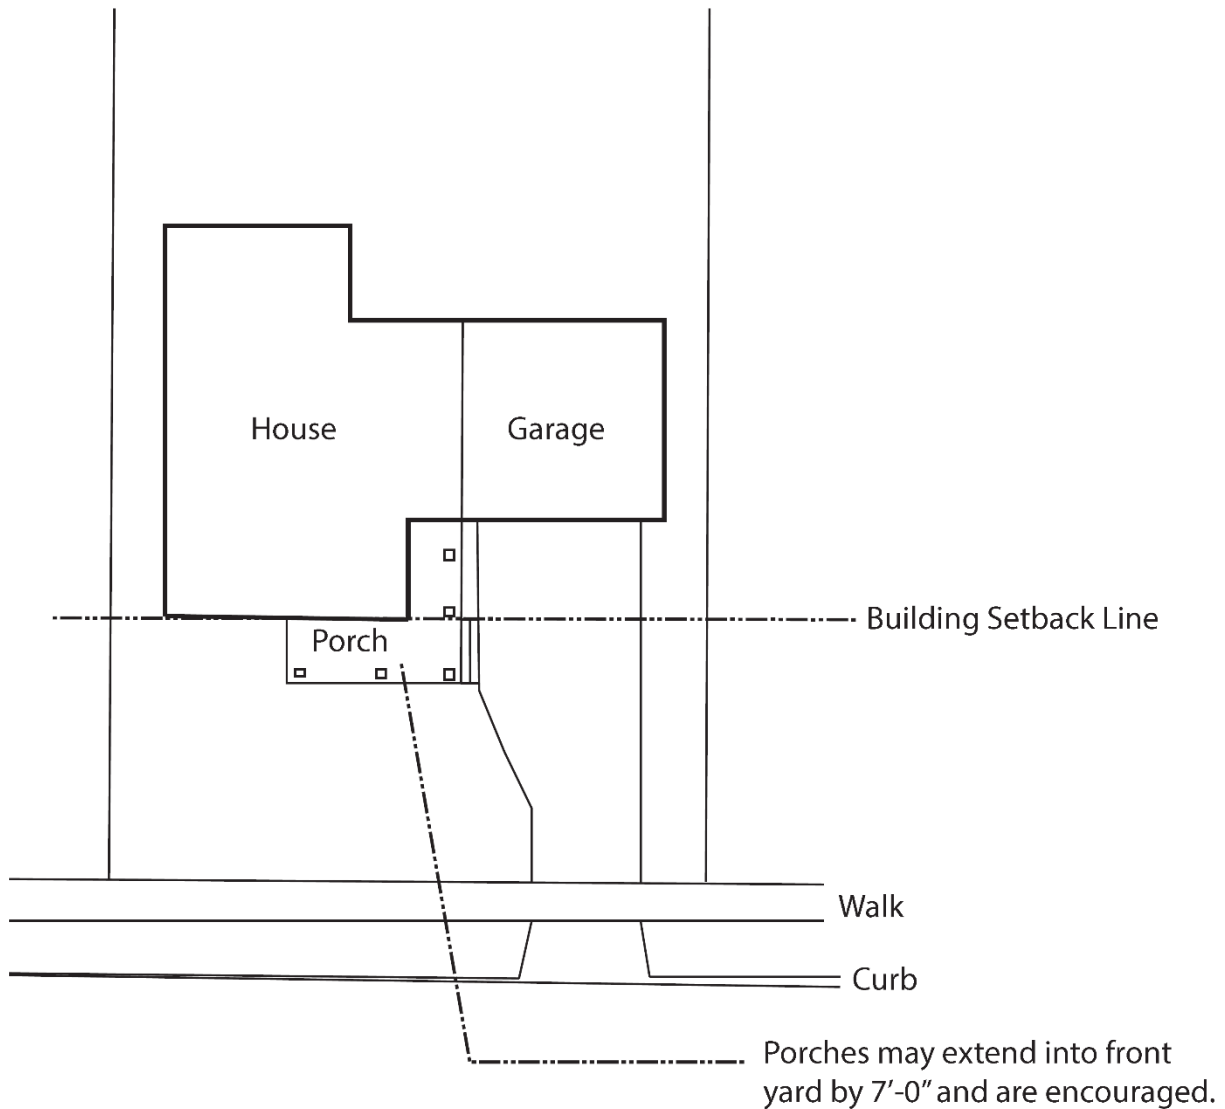 House
Garage
Building Setback Line
Porch
Walk
Curb
Porches may extend into front
yard by 7’-0” and are encouraged.